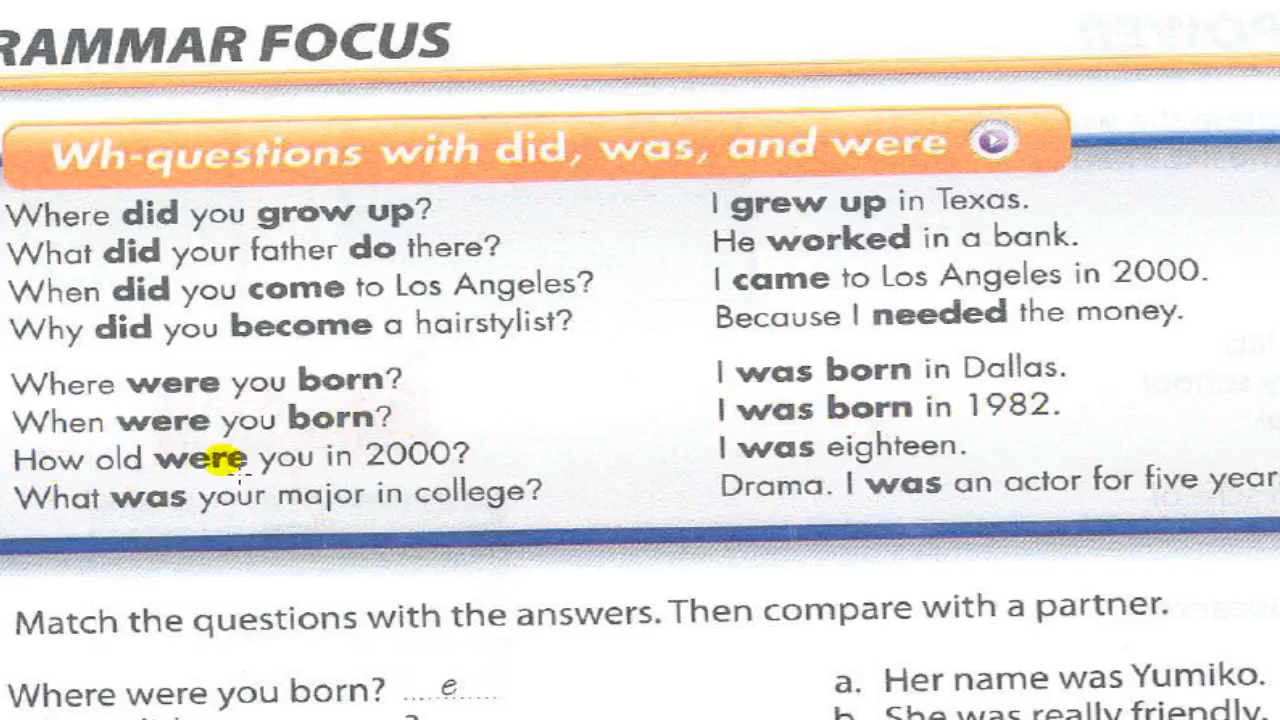 RAMMAR FOCUS
Wh-questions with did, was, and were
Where did you grow up? I grew up in Texas.
What did your father do there? He worked in a bank.
When did you come to Los Angeles? I came to Los Angeles in 2000.
Why did you become a hairstylist? Because I needed the money.
Where were you born? I was born in Dallas.
When were you born? I was born in 1982.
How old were you in 2000? I was eighteen.
What was your major in college? Drama. I was an actor for five year
Match the questions with the answers. Then compare with a partner.
Where were you born? e a. Her name was Yumiko.
b. She was really friendly.